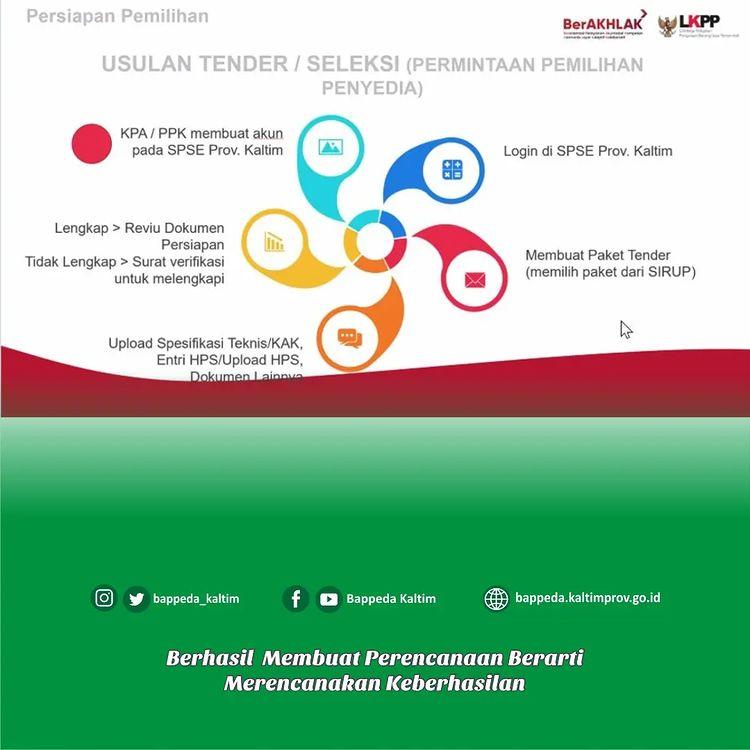 Persiapan Pemilihan
BerAKHLAK
LKPP
USULAN TENDER / SELEKSI (PERMINTAAN PEMILIHAN
PENYEDIA)
KPA / PPK membuat akun
pada SPSE Prov. Kaltim
Login di SPSE Prov. Kaltim
Membuat Paket Tender
(memilih paket dari SIRUP)
Upload Spesifikasi Teknis/KAK,
Entri HPS/Upload HPS,
Dokumen Lainnya
Lengkap > Reviu Dokumen
Persiapan
Tidak Lengkap > Surat verifikasi
untuk melengkapi
bappeda_kaltim
Bappeda Kaltim
bappeda.kaltimprov.go.id
Berhasil Membuat Perencanaan Berarti
Merencanakan Keberhasilan